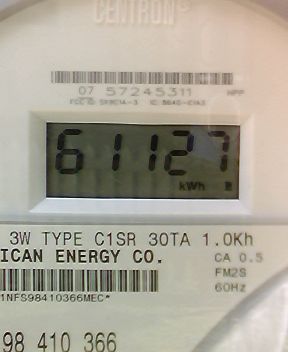 CENTRON®
07 57245311
61127
kWh
3W TYPE C1SR 30TA 1.0Kh
ICAN ENERGY CO. CA 0.5
FM2S
60Hz
1NFS98410366MEC*
98 410 366